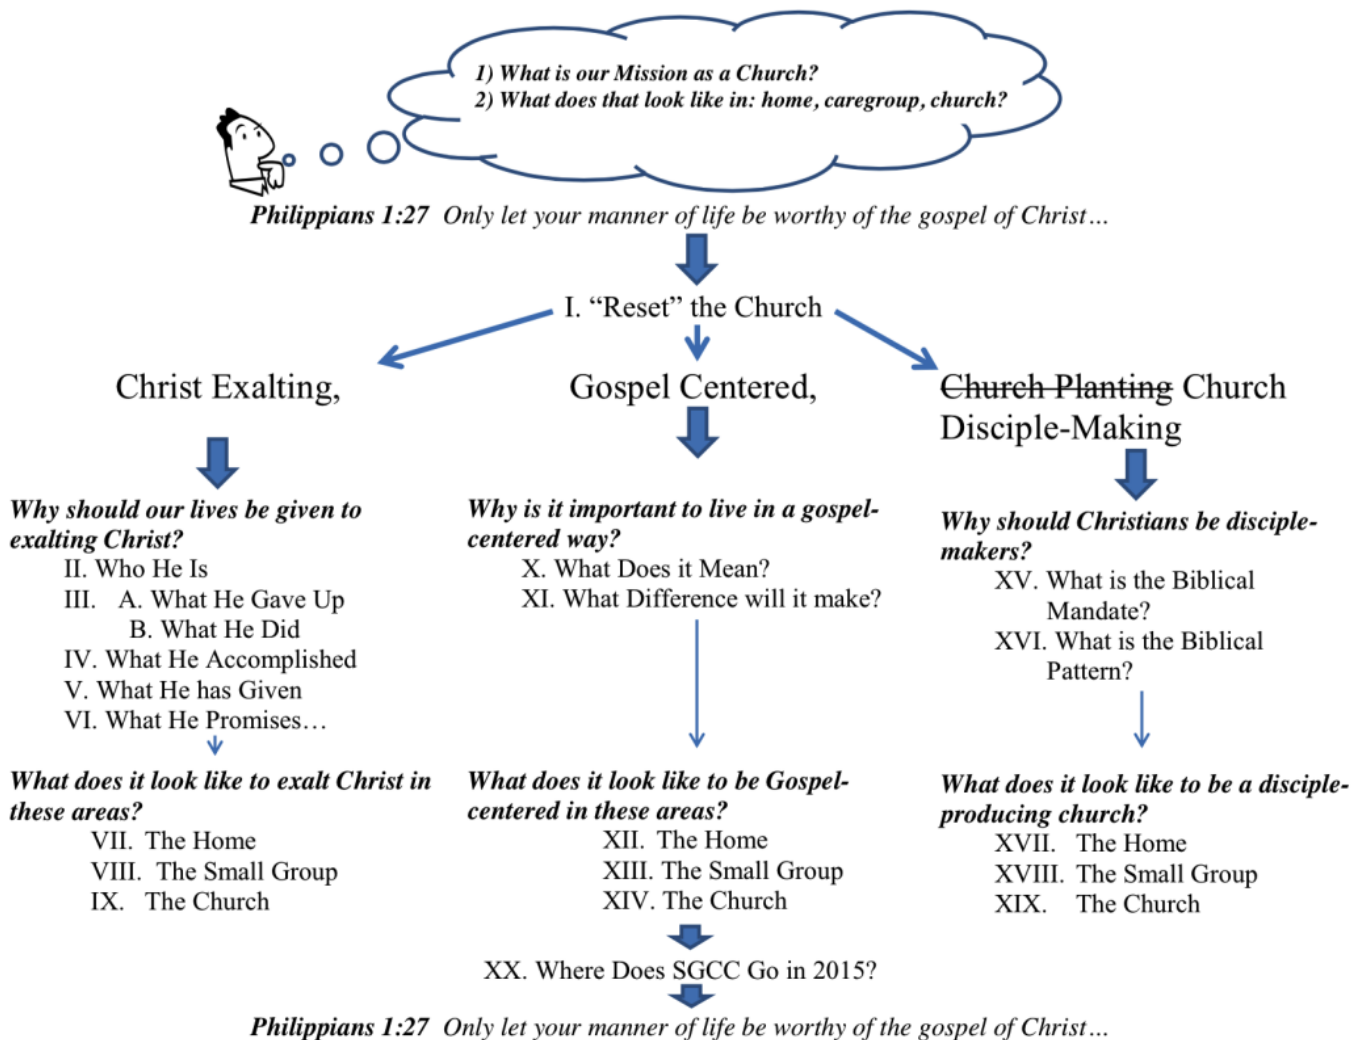 1) What is our Mission as a Church?
2) What does that look like in: home, caregroup, church?
Philippians 1:27  Only let your manner of life be worthy of the gospel of Christ…
I. “Reset” the Church
Christ Exalting,
Gospel Centered,
Church Planting Church
Disciple-Making
Why should our lives be given to
exalting Christ?
II. Who He Is
III.   A. What He Gave Up
B. What He Did
IV. What He Accomplished
V. What He has Given
VI. What He Promises…
What does it look like to exalt Christ in
these areas?
VII.  The Home
VIII.  The Small Group
IX.   The Church
Why is it important to live in a gospel-
centered way?
X. What Does it Mean?
XI. What Difference will it make?
What does it look like to be Gospel-
centered in these areas?
XII.  The Home
XIII. The Small Group
XIV. The Church
Why should Christians be disciple-
makers?
XV.  What is the Biblical
Mandate?
XVI. What is the Biblical
Pattern?
What does it look like to be a disciple-
producing church?
XVII.   The Home
XVIII.  The Small Group
XIX.    The Church
XX. Where Does SGCC Go in 2015?
Philippians 1:27  Only let your manner of life be worthy of the gospel of Christ…